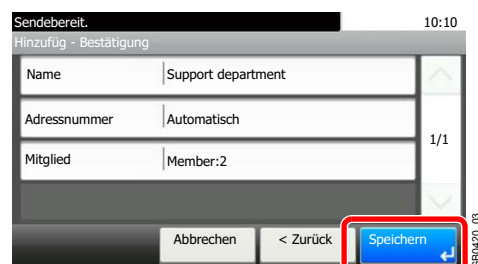 Sendebereit. 10:10
Hinzufüg - Bestätigung
Name Support department
Adressnummer Automatisch
Mitglied Member:2
1/1
Abbrechen < Zurück Speichern